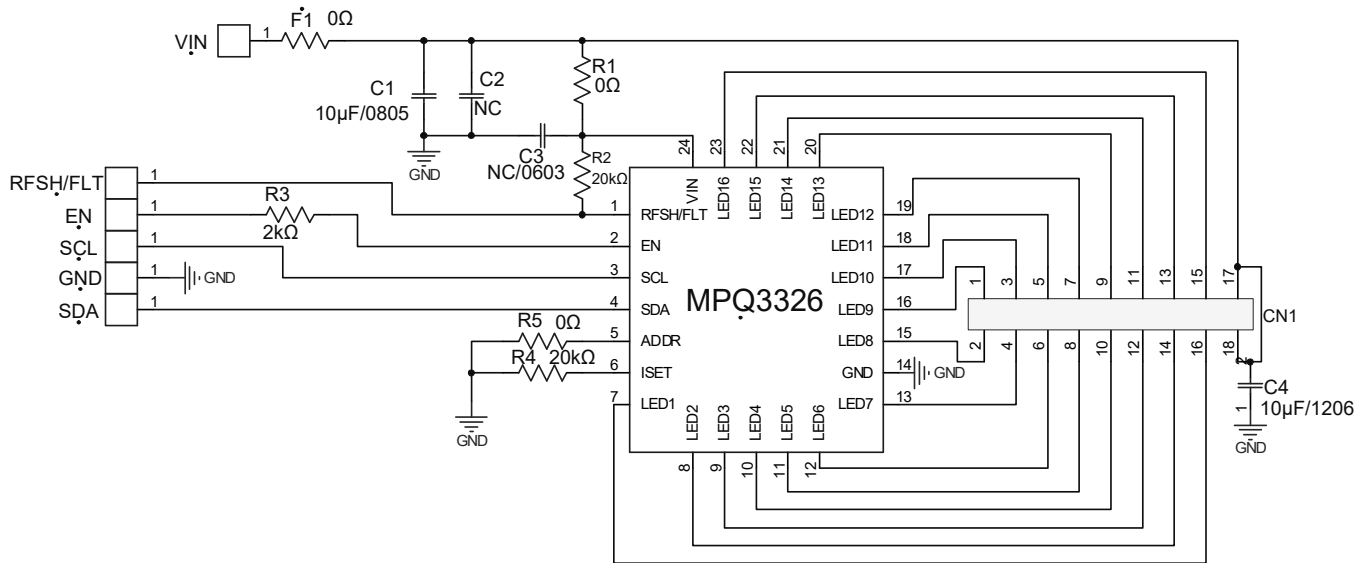 F1 0Ω
VIN 1
C1
10μF/0805
C2
NC
R1
0Ω
GND
C3
NC/0603
R2
20kΩ
24 23 22 21 20
VIN LED16 LED15 LED14 LED13
RFSH/FLT 1
EN 1
R3
2kΩ
SCL 1
GND 1 GND
SDA 1
1 RFSH/FLT
2 EN
3 SCL
4 SDA
5 ADDR
6 ISET
7 LED1
R5 0Ω
R4 20kΩ
GND
MPQ3326
LED12 19
LED11 18
LED10 17
LED9 16
LED8 15
GND 14 GND
LED7 13
LED2 LED3 LED4 LED5 LED6
8 9 10 11 12
1 3 5 7 9 11 13 15 17
CN1
2 4 6 8 10 12 14 16 18
2
C4
1
10μF/1206
GND